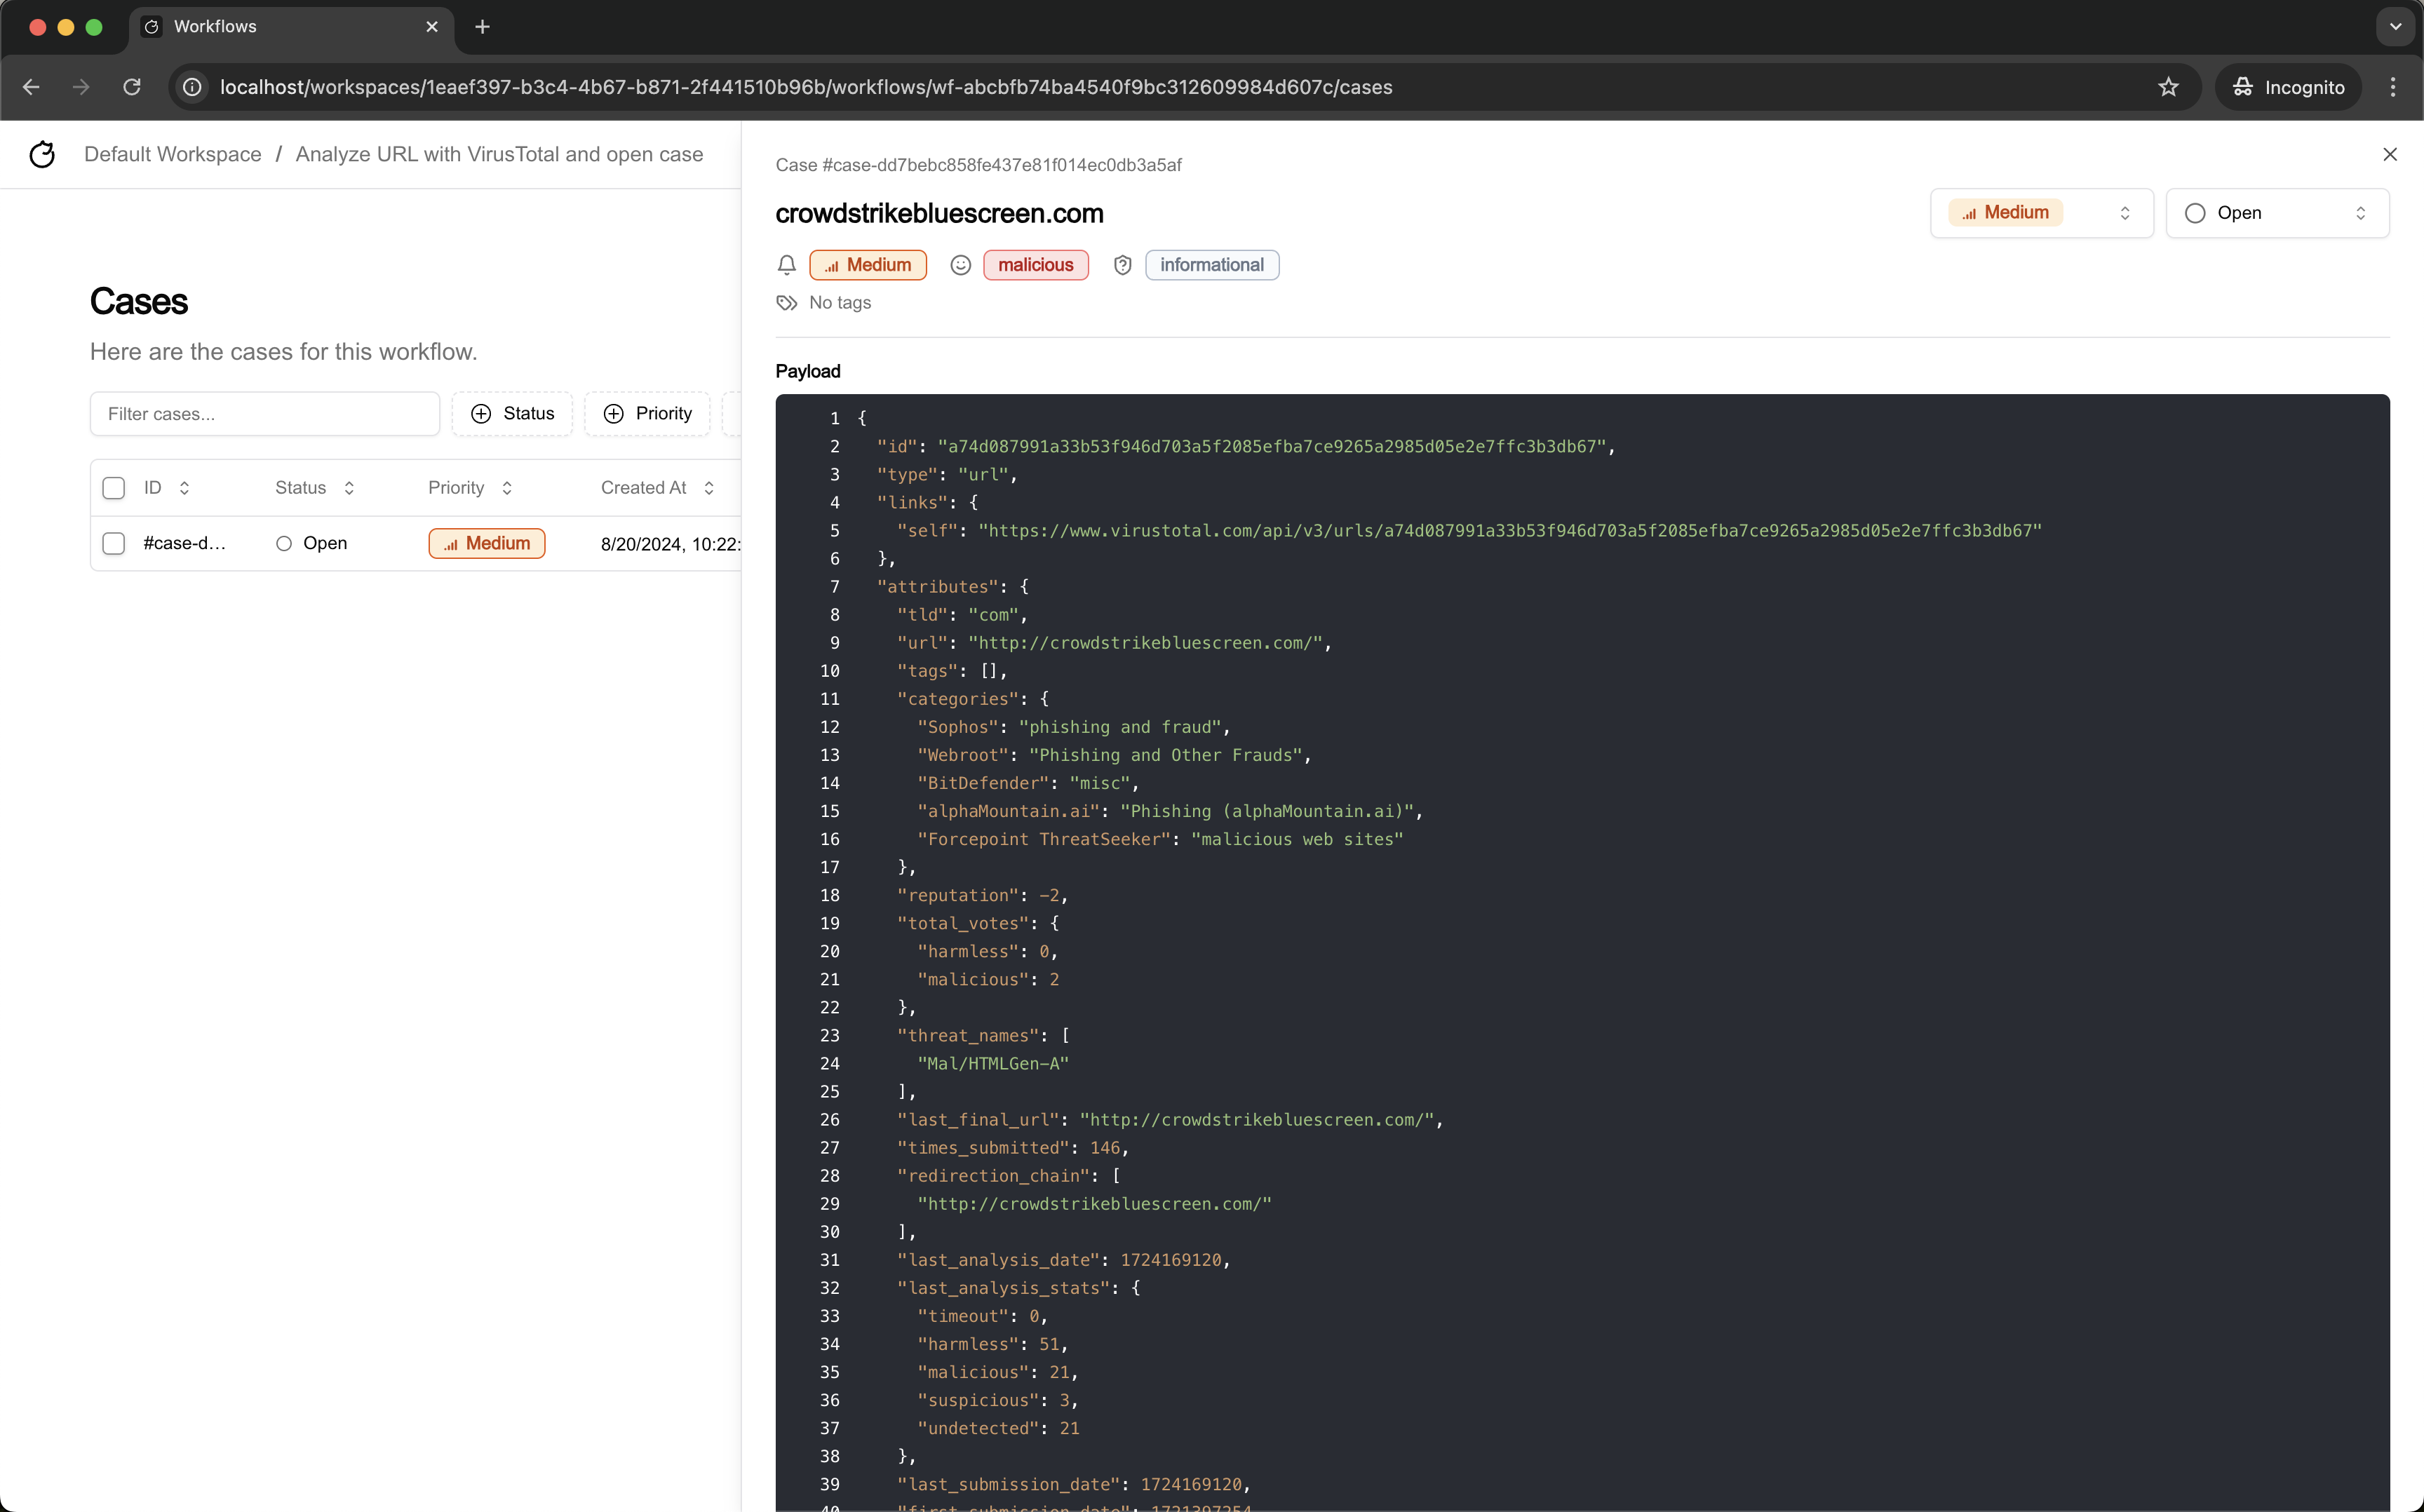 Workflows
localhost/workspaces/1eaef397-b3c4-4b67-b871-2f441510b96b/workflows/wf-abcbfb74ba4540f9bc312609984d607c/cases
Incognito
Default Workspace / Analyze URL with VirusTotal and open case
Cases
Here are the cases for this workflow.
Filter cases...
Status
Priority
ID Status Priority Created At
#case-d... Open Medium 8/20/2024, 10:22:
Case #case-dd7bebc858fe437e81f014ec0db3a5af
crowdstrikebluescreen.com
Medium
Open
Medium malicious informational
No tags
Payload
1 {
2 "id": "a74d087991a33b53f946d703a5f2085efba7ce9265a2985d05e2e7ffc3b3db67",
3 "type": "url",
4 "links": {
5 "self": "https://www.virustotal.com/api/v3/urls/a74d087991a33b53f946d703a5f2085efba7ce9265a2985d05e2e7ffc3b3db67"
6 },
7 "attributes": {
8 "tld": "com",
9 "url": "http://crowdstrikebluescreen.com/",
10 "tags": [],
11 "categories": {
12 "Sophos": "phishing and fraud",
13 "Webroot": "Phishing and Other Frauds",
14 "BitDefender": "misc",
15 "alphaMountain.ai": "Phishing (alphaMountain.ai)",
16 "Forcepoint ThreatSeeker": "malicious web sites"
17 },
18 "reputation": -2,
19 "total_votes": {
20 "harmless": 0,
21 "malicious": 2
22 },
23 "threat_names": [
24 "Mal/HTMLGen-A"
25 ],
26 "last_final_url": "http://crowdstrikebluescreen.com/",
27 "times_submitted": 146,
28 "redirection_chain": [
29 "http://crowdstrikebluescreen.com/"
30 ],
31 "last_analysis_date": 1724169120,
32 "last_analysis_stats": {
33 "timeout": 0,
34 "harmless": 51,
35 "malicious": 21,
36 "suspicious": 3,
37 "undetected": 21
38 },
39 "last_submission_date": 1724169120,
40 "first_submission_date": 1721397254